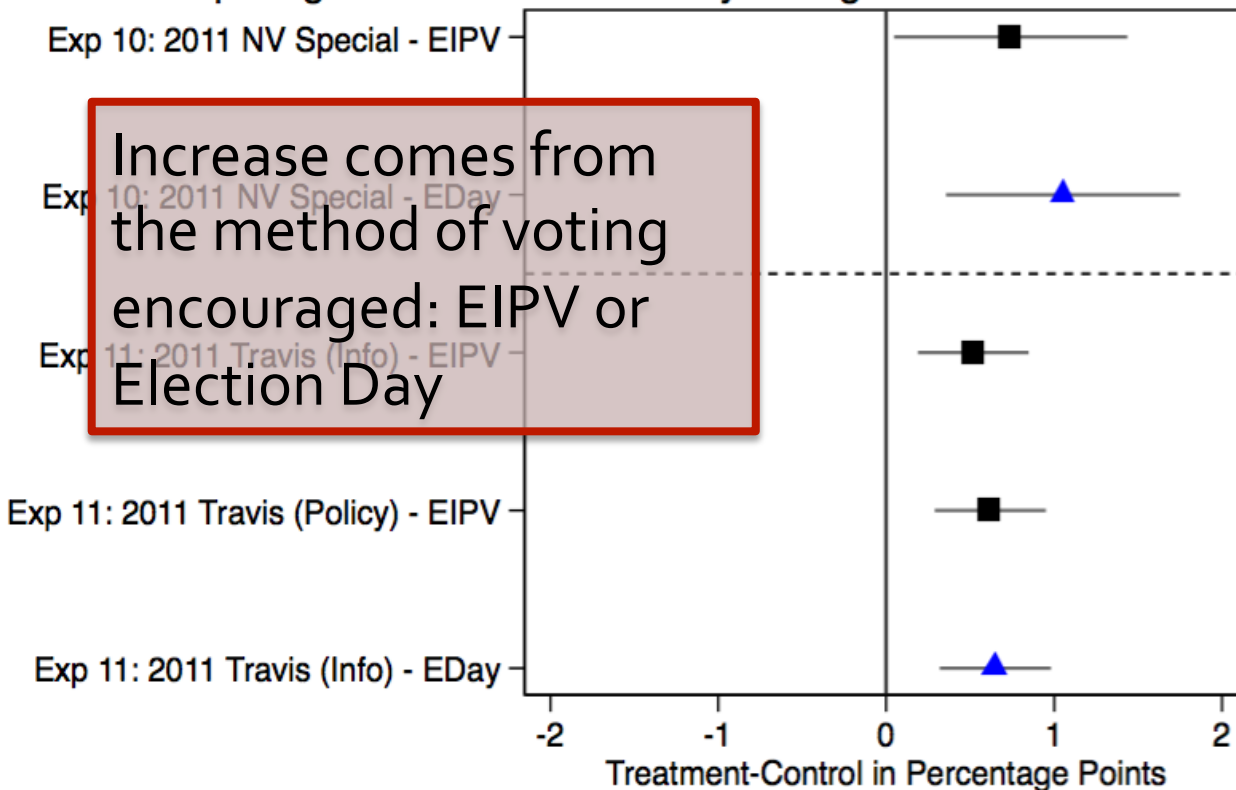 Exp 10: 2011 NV Special - EIPV
Increase comes from
the method of voting
encouraged: EIPV or
Election Day
Exp 10: 2011 NV Special - EDay
Exp 11: 2011 Travis (Info) - EIPV
Exp 11: 2011 Travis (Policy) - EIPV
Exp 11: 2011 Travis (Info) - EDay
-2 -1 0 1 2
Treatment-Control in Percentage Points